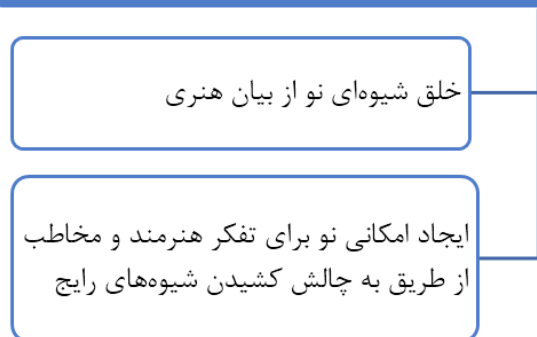 خلق شیوه‌ای نو از بیان هنری
ایجاد امکانی نو برای تفکر هنرمند و مخاطب
از طریق به چالش کشیدن شیوه‌های رایج